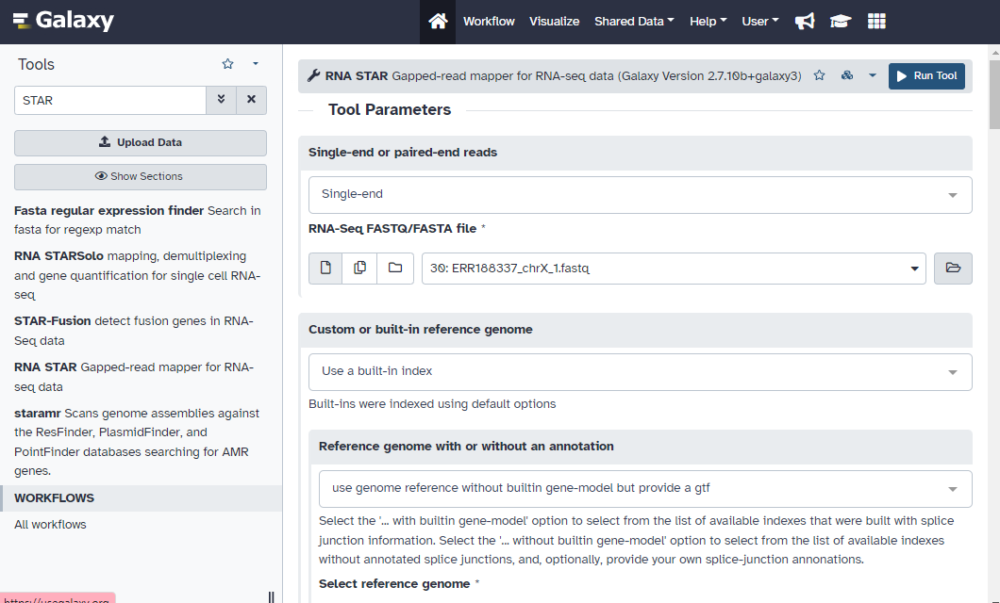 Galaxy
Workflow Visualize Shared Data Help User
Tools
STAR
Upload Data
Show Sections
Fasta regular expression finder Search in
fasta for regexp match
RNA STARSolo mapping, demultiplexing
and gene quantification for single cell RNA-
seq
STAR-Fusion detect fusion genes in RNA-
Seq data
RNA STAR Gapped-read mapper for RNA-
seq data
staramr Scans genome assemblies against
the ResFinder, PlasmidFinder, and
PointFinder databases searching for AMR
genes.
WORKFLOWS
All workflows
https://usegalaxy.org
RNA STAR Gapped-read mapper for RNA-seq data (Galaxy Version 2.7.10b+galaxy3)
Run Tool
Tool Parameters
Single-end or paired-end reads
Single-end
RNA-Seq FASTQ/FASTA file *
30: ERR188337_chrX_1.fastq
Custom or built-in reference genome
Use a built-in index
Built-ins were indexed using default options
Reference genome with or without an annotation
use genome reference without builtin gene-model but provide a gtf
Select the '... with builtin gene-model' option to select from the list of available indexes that were built with splice
junction information. Select the '... without builtin gene-model' option to select from the list of available indexes
without annotated splice junctions, and, optionally, provide your own splice-junction annonations.
Select reference genome *